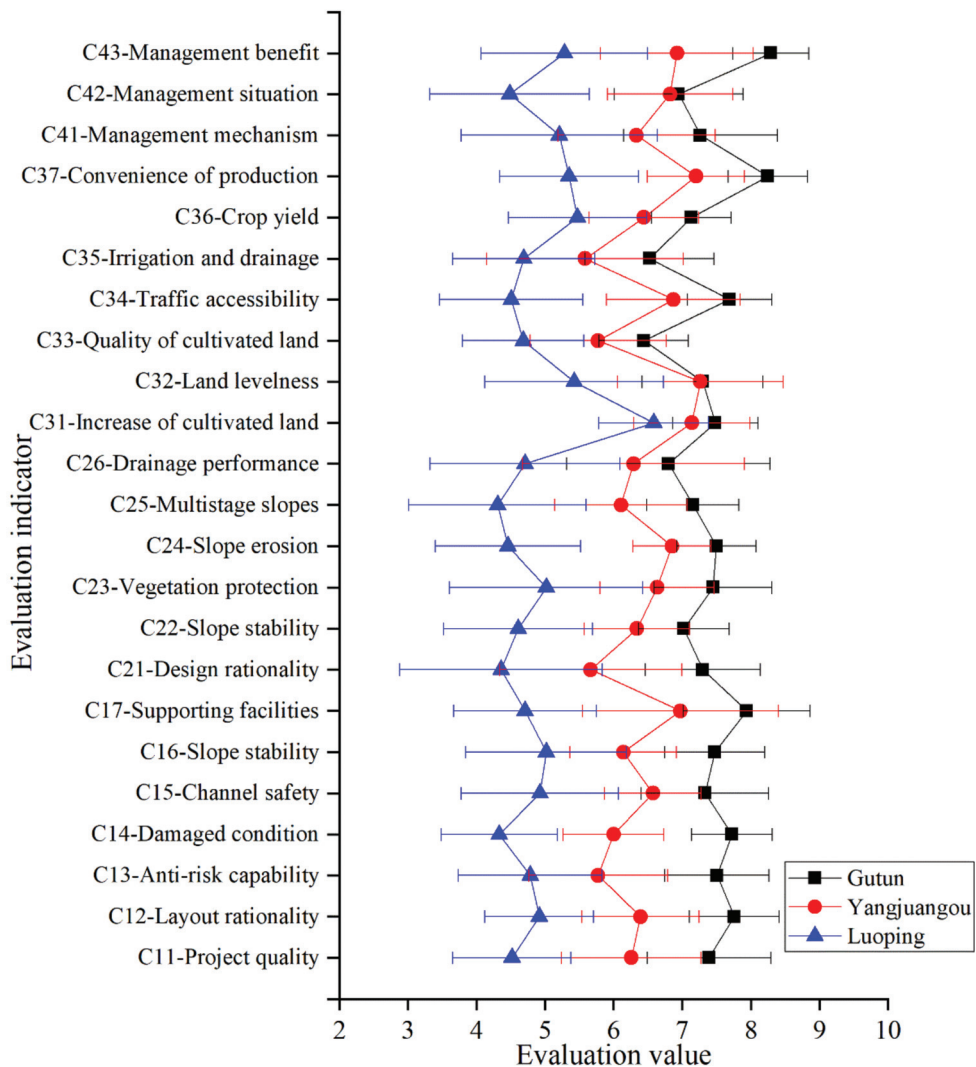 C43-Management benefit
C42-Management situation
C41-Management mechanism
C37-Convenience of production
C36-Crop yield
C35-Irrigation and drainage
C34-Traffic accessibility
C33-Quality of cultivated land
C32-Land levelness
C31-Increase of cultivated land
C26-Drainage performance
C25-Multistage slopes
C24-Slope erosion
C23-Vegetation protection
C22-Slope stability
C21-Design rationality
C17-Supporting facilities
C16-Slope stability
C15-Channel safety
C14-Damaged condition
C13-Anti-risk capability
C12-Layout rationality
C11-Project quality
Evaluation indicator
Gutun
Yangjuangou
Luoping
2 3 4 5 6 7 8 9 10
Evaluation value